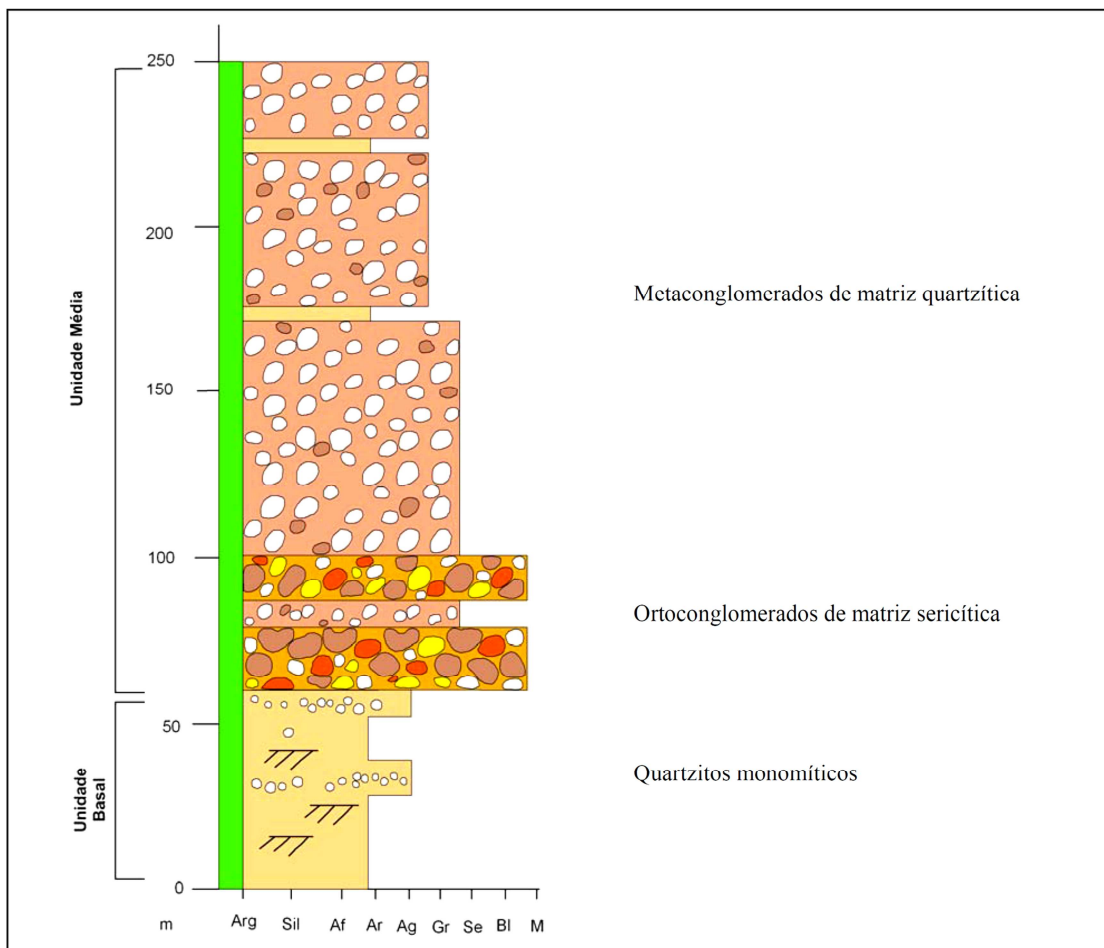 250
200
150
100
50
0
m
Unidade Média
Unidade
Basal
Arg Sil Af Ar Ag Gr Se Bl M
Metaconglomerados de matriz quartzítica
Ortoconglomerados de matriz sericítica
Quartzitos monomíticos